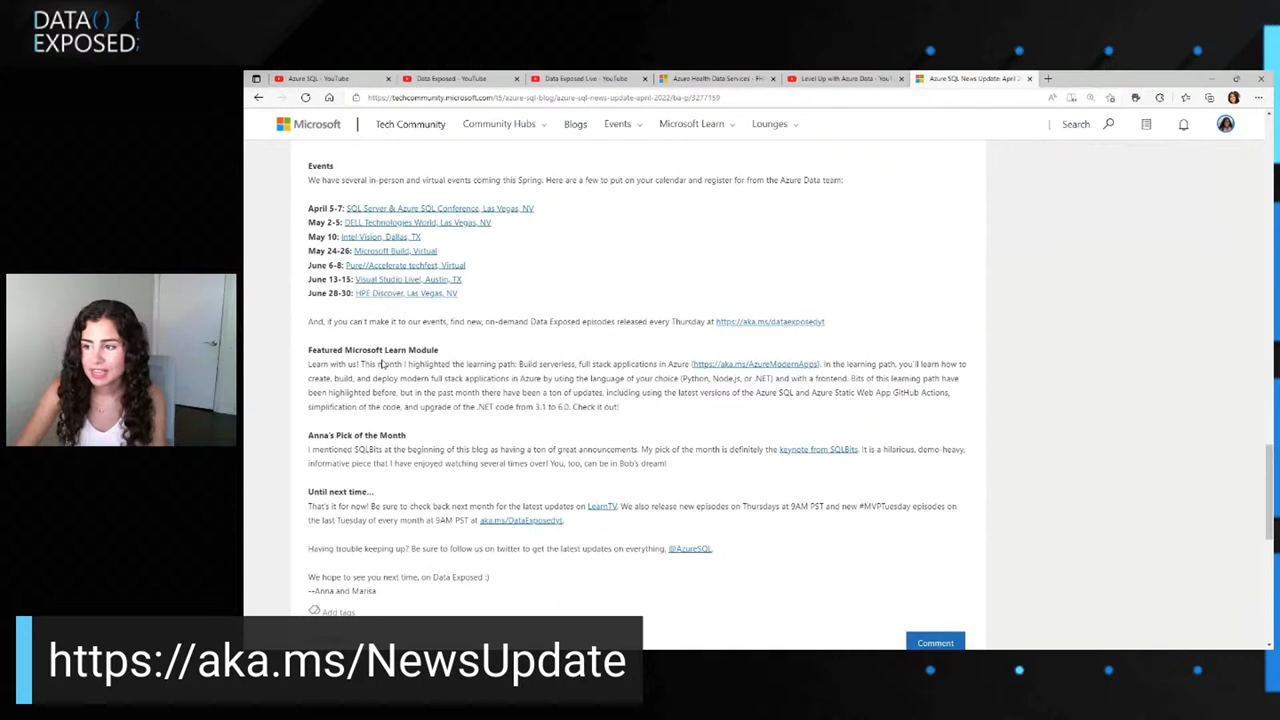 DATA() {
EXPOSED;
Azure SQL - YouTube
Data Exposed - YouTube
Data Exposed Live - YouTube
Azure Health Data Services - FH
Level Up with Azure Data - YouT
Azure SQL News Update: April 2
https://techcommunity.microsoft.com/t5/azure-sql-blog/azure-sql-news-update-april-2022/ba-p/3277159
Microsoft Tech Community Community Hubs Blogs Events Microsoft Learn Lounges Search
Events
We have several in-person and virtual events coming this Spring. Here are a few to put on your calendar and register for from the Azure Data team:
April 5-7: SQL Server & Azure SQL Conference, Las Vegas, NV
May 2-5: DELL Technologies World, Las Vegas, NV
May 10: Intel Vision, Dallas, TX
May 24-26: Microsoft Build, Virtual
June 6-8: Pure//Accelerate techfest, Virtual
June 13-15: Visual Studio Live!, Austin, TX
June 28-30: HPE Discover, Las Vegas, NV
And, if you can't make it to our events, find new, on-demand Data Exposed episodes released every Thursday at https://aka.ms/dataexposedyt
Featured Microsoft Learn Module
Learn with us! This month I highlighted the learning path: Build serverless, full stack applications in Azure (https://aka.ms/AzureModernApps). In the learning path, you'll learn how to
create, build, and deploy modern full stack applications in Azure by using the language of your choice (Python, Node.js, or .NET) and with a frontend. Bits of this learning path have
been highlighted before, but in the past month there have been a ton of updates, including using the latest versions of the Azure SQL and Azure Static Web App GitHub Actions,
simplification of the code, and upgrade of the .NET code from 3.1 to 6.0. Check it out!
Anna's Pick of the Month
I mentioned SQLBits at the beginning of this blog as having a ton of great announcements. My pick of the month is definitely the keynote from SQLBits. It is a hilarious, demo-heavy,
informative piece that I have enjoyed watching several times over! You, too, can be in Bob's dream!
Until next time...
That's it for now! Be sure to check back next month for the latest updates on LearnTV. We also release new episodes on Thursdays at 9AM PST and new #MVPTuesday episodes on
the last Tuesday of every month at 9AM PST at aka.ms/DataExposedyt.
Having trouble keeping up? Be sure to follow us on twitter to get the latest updates on everything, @AzureSQL.
We hope to see you next time, on Data Exposed :)
--Anna and Marisa
Add tags
Comment
https://aka.ms/NewsUpdate